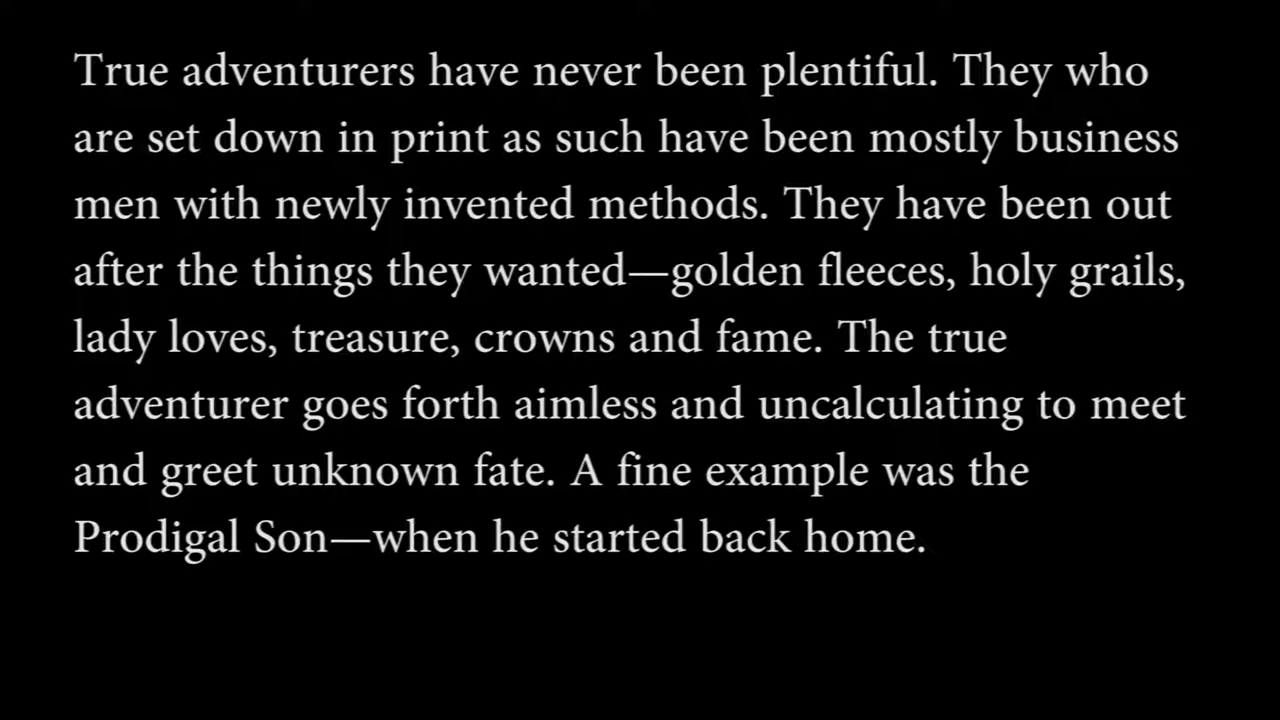 True adventurers have never been plentiful. They who
are set down in print as such have been mostly business
men with newly invented methods. They have been out
after the things they wanted—golden fleeces, holy grails,
lady loves, treasure, crowns and fame. The true
adventurer goes forth aimless and uncalculating to meet
and greet unknown fate. A fine example was the
Prodigal Son—when he started back home.